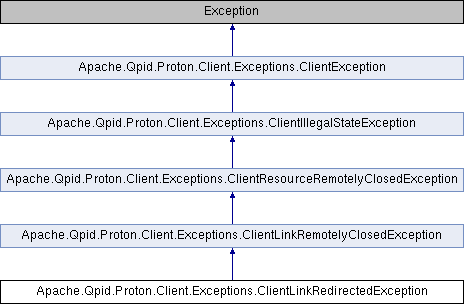 Exception
Apache.Qpid.Proton.Client.Exceptions.ClientException
Apache.Qpid.Proton.Client.Exceptions.ClientIllegalStateException
Apache.Qpid.Proton.Client.Exceptions.ClientResourceRemotelyClosedException
Apache.Qpid.Proton.Client.Exceptions.ClientLinkRemotelyClosedException
Apache.Qpid.Proton.Client.Exceptions.ClientLinkRedirectedException